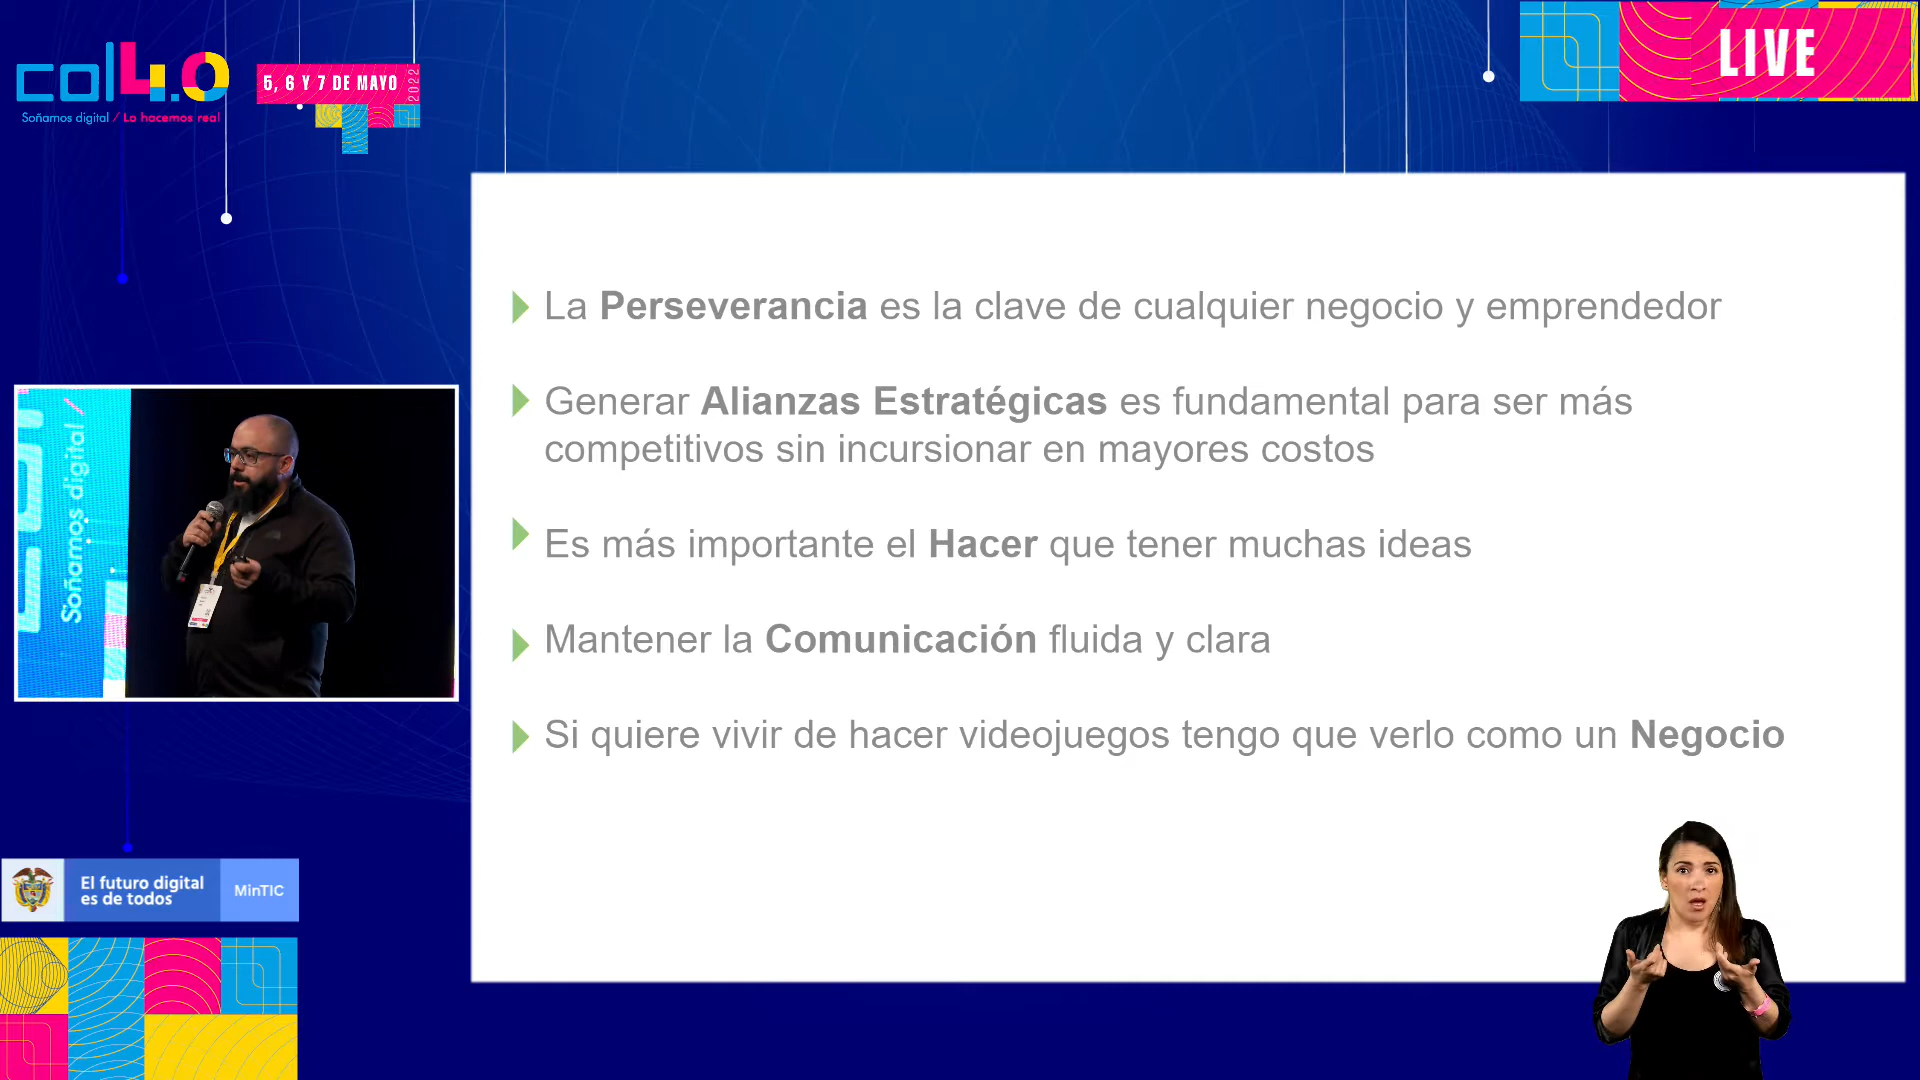 col4.0
Soñamos digital / Lo hacemos real
5, 6 Y 7 DE MAYO
2022
LIVE
La Perseverancia es la clave de cualquier negocio y emprendedor
Generar Alianzas Estratégicas es fundamental para ser más
competitivos sin incursionar en mayores costos
Es más importante el Hacer que tener muchas ideas
Mantener la Comunicación fluida y clara
Si quiere vivir de hacer videojuegos tengo que verlo como un Negocio
Soñamos digital /
El futuro digital
es de todos
MinTIC